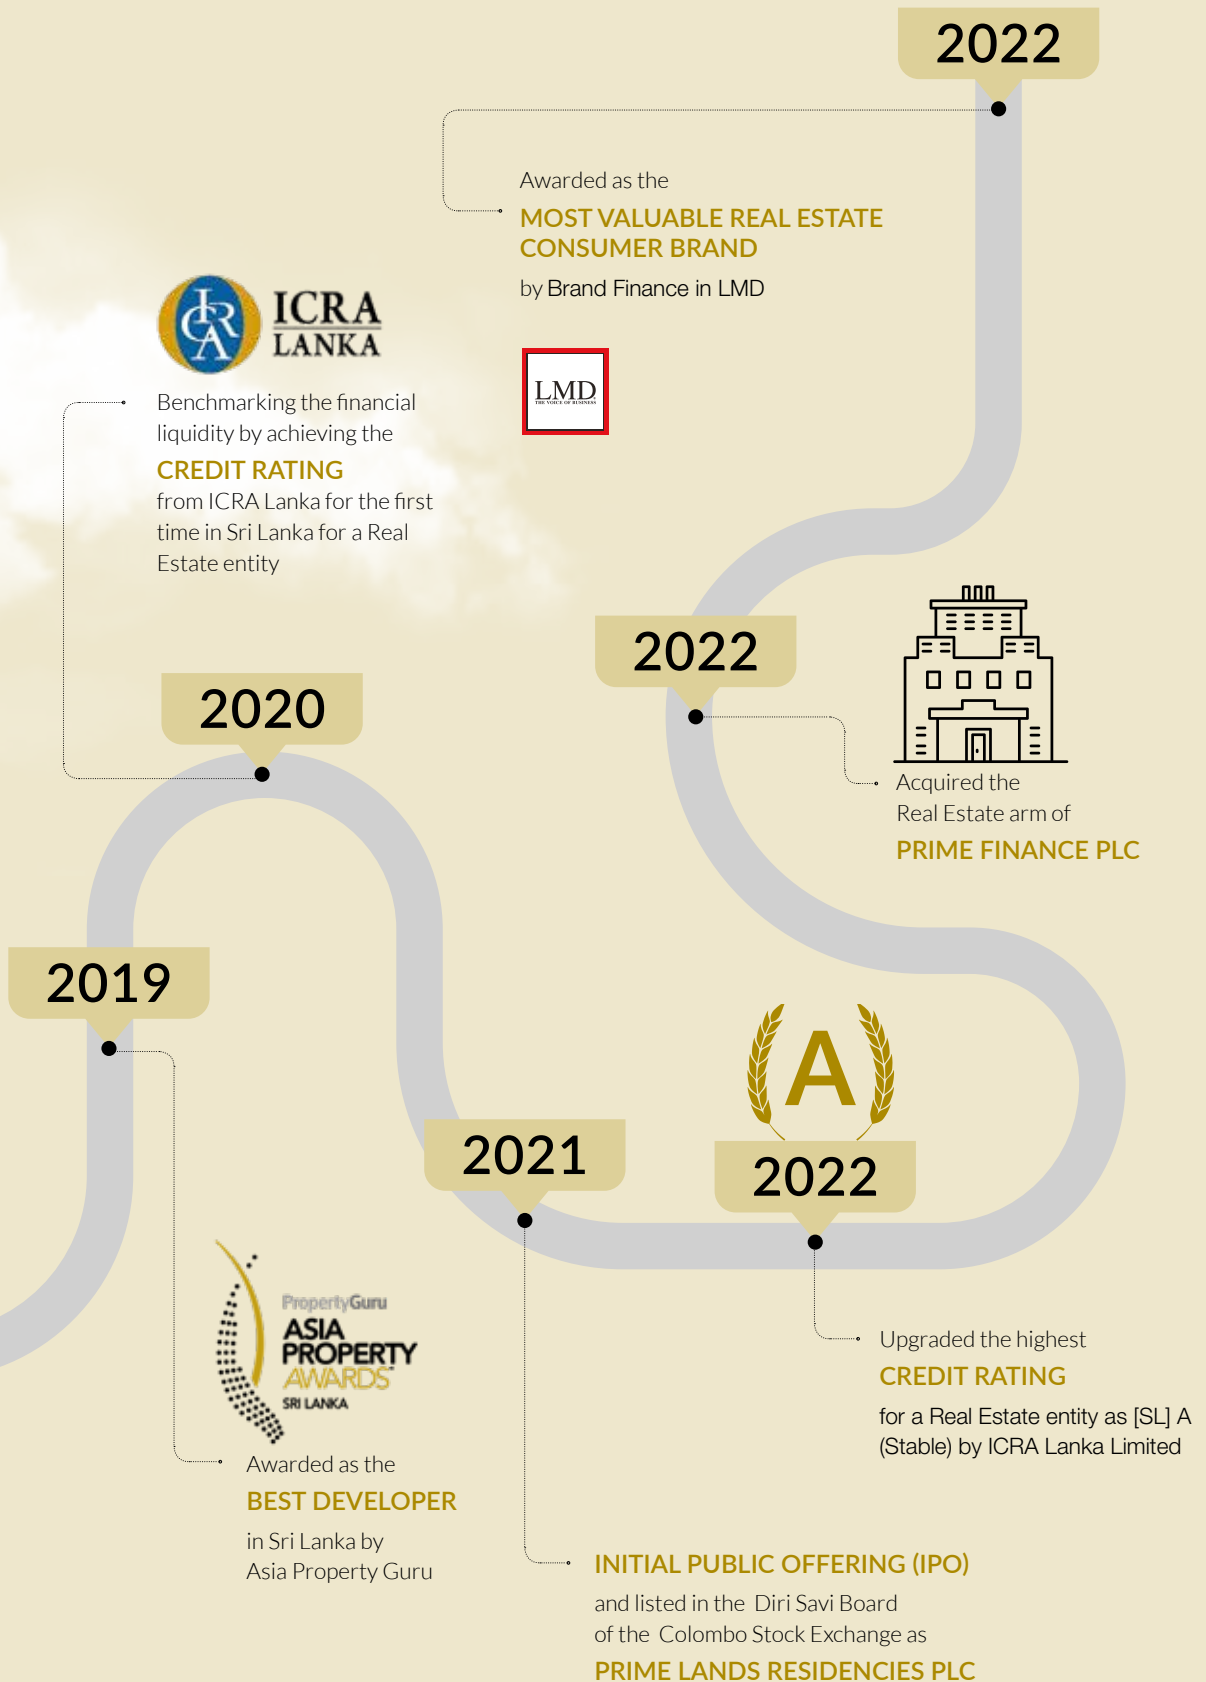 2022
Awarded as the
MOST VALUABLE REAL ESTATE
CONSUMER BRAND
by Brand Finance in LMD
LMD
THE VOICE OF BUSINESS
ICRA
ICRA
LANKA
Benchmarking the financial
liquidity by achieving the
CREDIT RATING
from ICRA Lanka for the first
time in Sri Lanka for a Real
Estate entity
2020
2022
Acquired the
Real Estate arm of
PRIME FINANCE PLC
2019
PropertyGuru
ASIA
PROPERTY
AWARDS
SRI LANKA
Awarded as the
BEST DEVELOPER
in Sri Lanka by
Asia Property Guru
2021
INITIAL PUBLIC OFFERING (IPO)
and listed in the Diri Savi Board
of the Colombo Stock Exchange as
PRIME LANDS RESIDENCIES PLC
A
2022
Upgraded the highest
CREDIT RATING
for a Real Estate entity as [SL] A
(Stable) by ICRA Lanka Limited